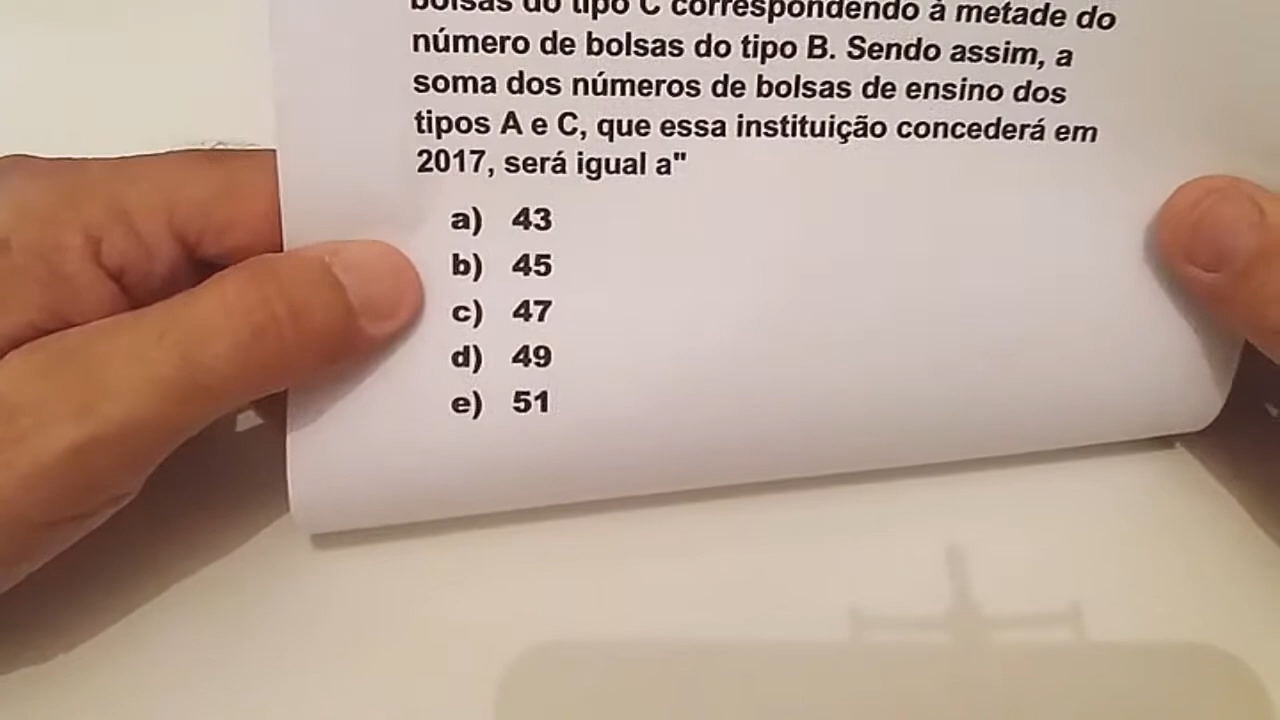 bolsas do tipo C correspondendo à metade do
número de bolsas do tipo B. Sendo assim, a
soma dos números de bolsas de ensino dos
tipos A e C, que essa instituição concederá em
2017, será igual a"
a) 43
b) 45
c) 47
d) 49
e) 51